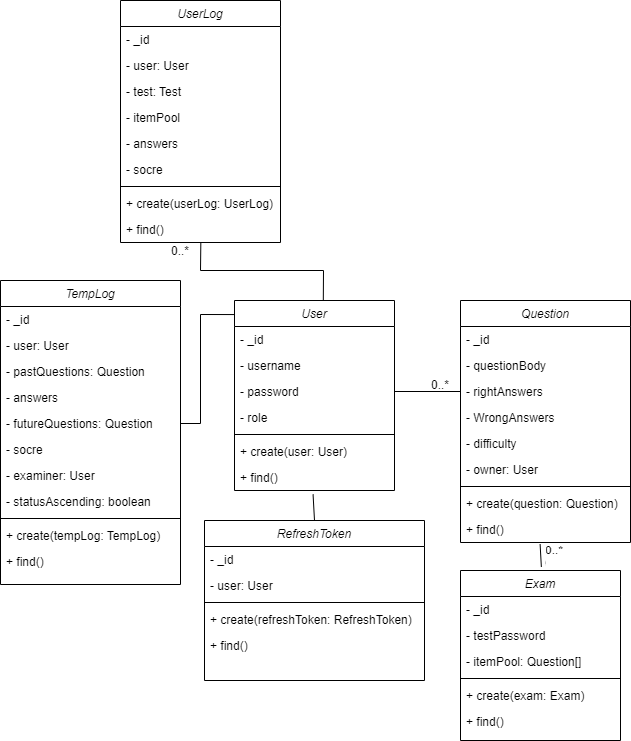 UserLog
- _id
- user: User
- test: Test
- itemPool
- answers
- socre
+ create(userLog: UserLog)
+ find()
0..*
TempLog
- _id
- user: User
- pastQuestions: Question
- answers
- futureQuestions: Question
- socre
- examiner: User
- statusAscending: boolean
+ create(tempLog: TempLog)
+ find()
User
- _id
- username
- password
- role
+ create(user: User)
+ find()
0..*
Question
- _id
- questionBody
- rightAnswers
- WrongAnswers
- difficulty
- owner: User
+ create(question: Question)
+ find()
RefreshToken
- _id
- user: User
+ create(refreshToken: RefreshToken)
+ find()
0..*
Exam
- _id
- testPassword
- itemPool: Question[]
+ create(exam: Exam)
+ find()